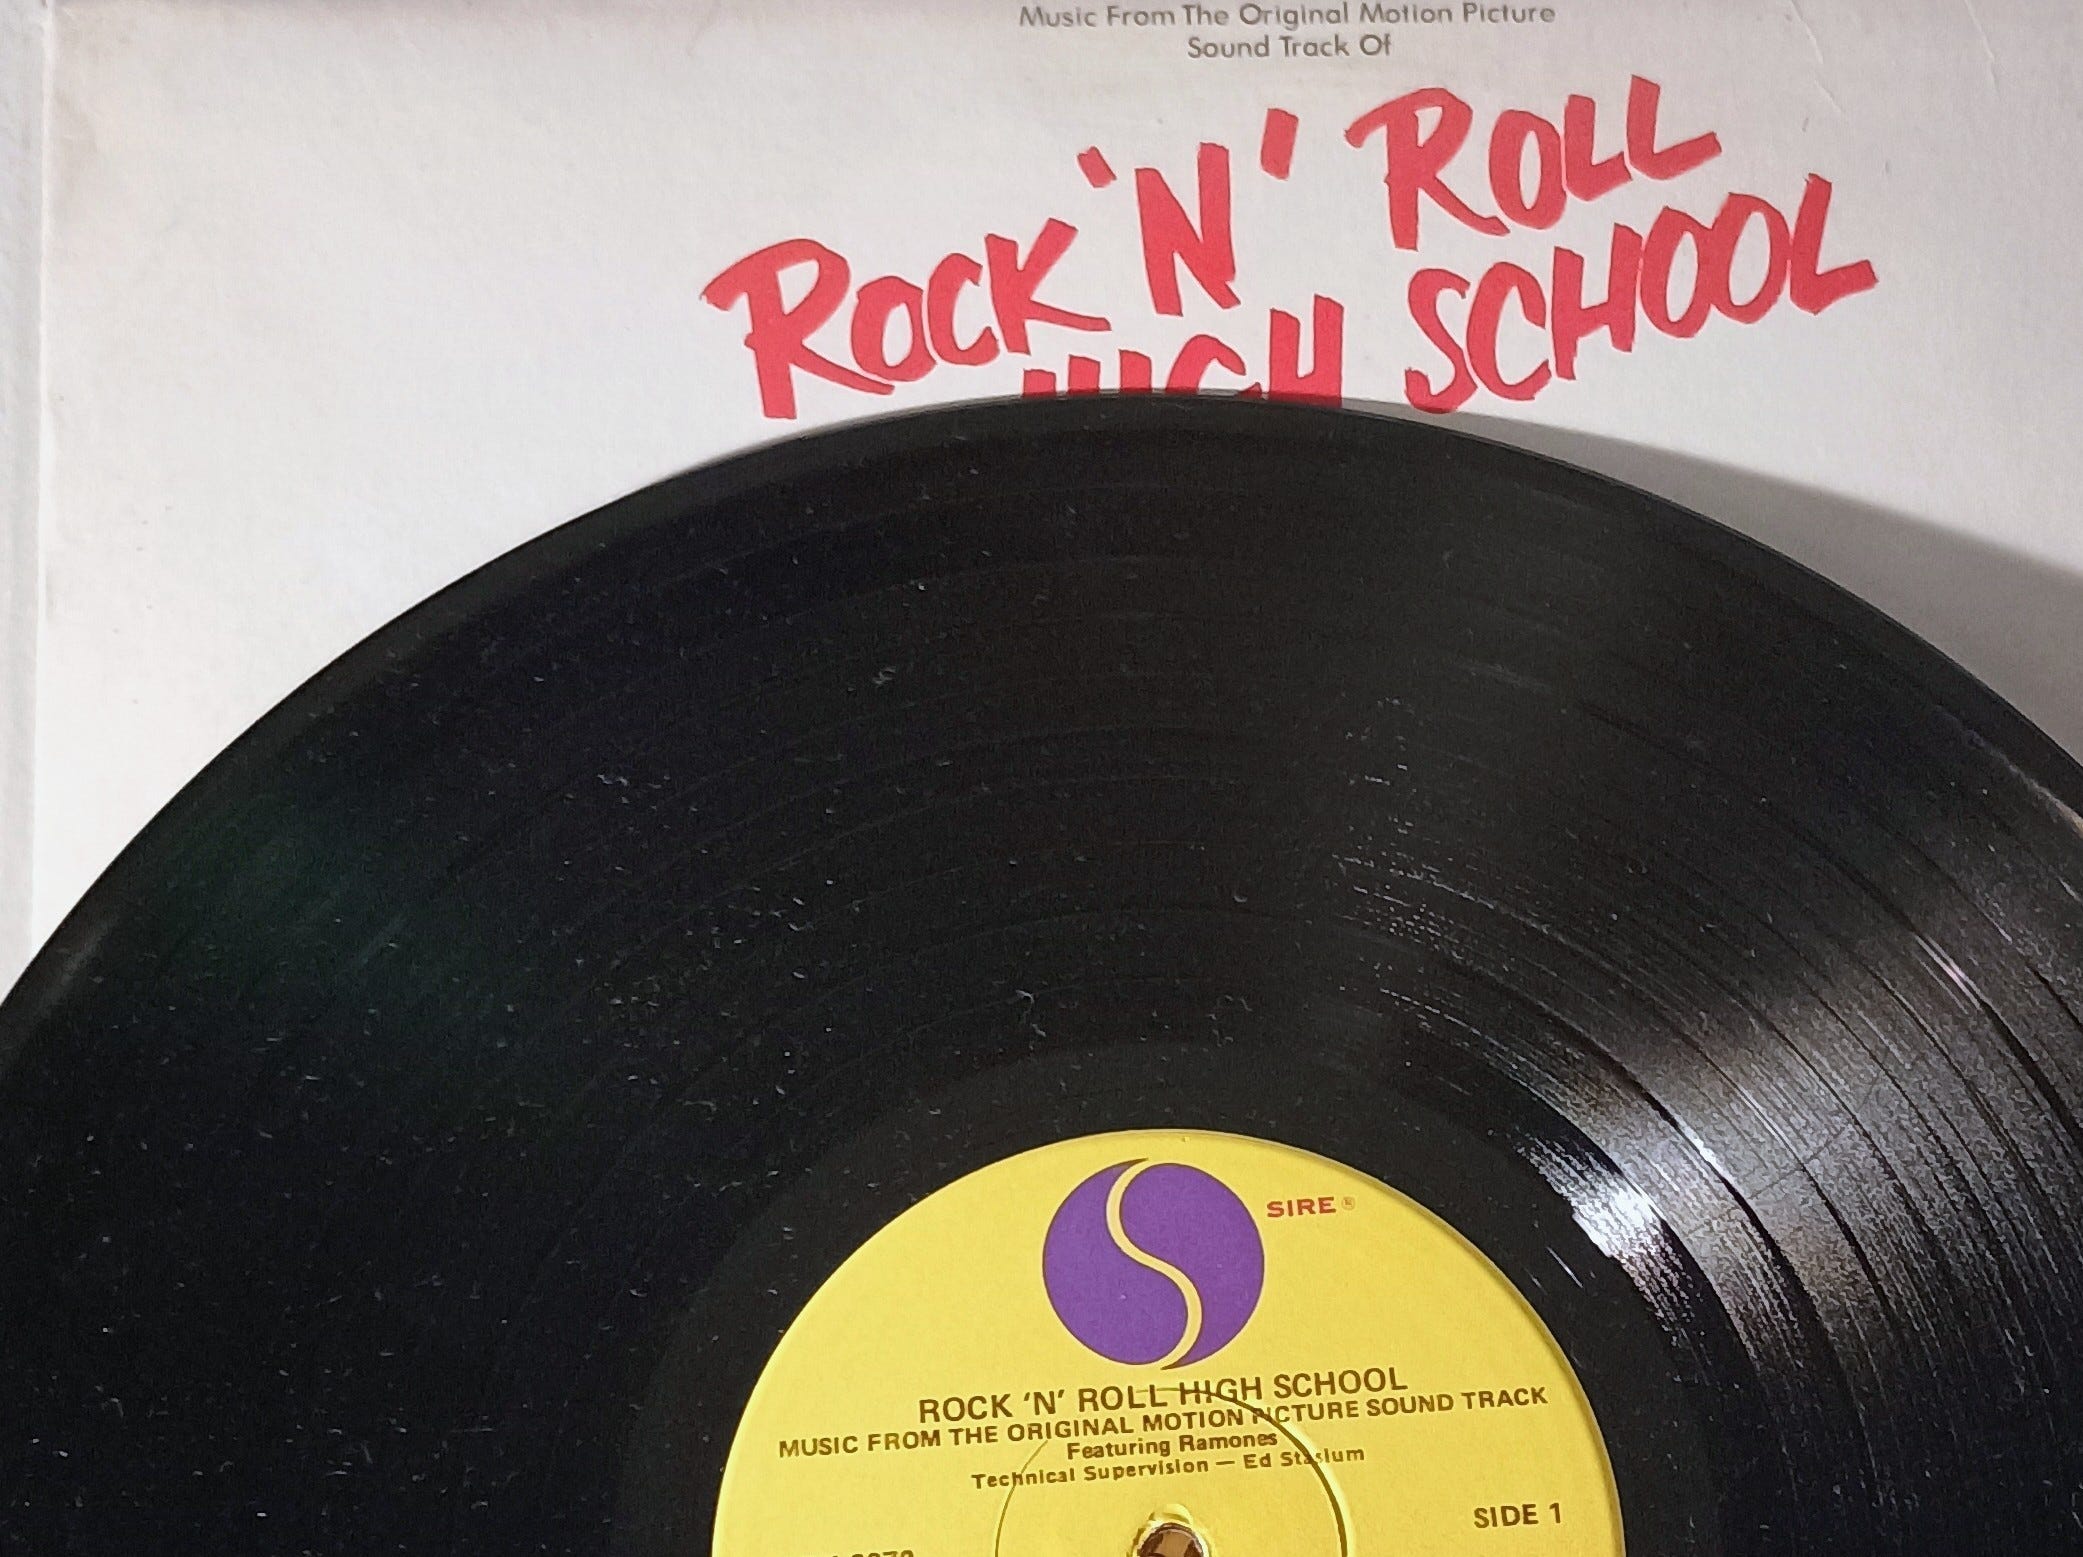 Music From The Original Motion Picture
Sound Track Of
ROCK 'N' ROLL
HIGH SCHOOL
SIRE®
ROCK 'N' ROLL HIGH SCHOOL
MUSIC FROM THE ORIGINAL MOTION PICTURE SOUND TRACK
Featuring Ramones
Technical Supervision — Ed Stasium
SIDE 1